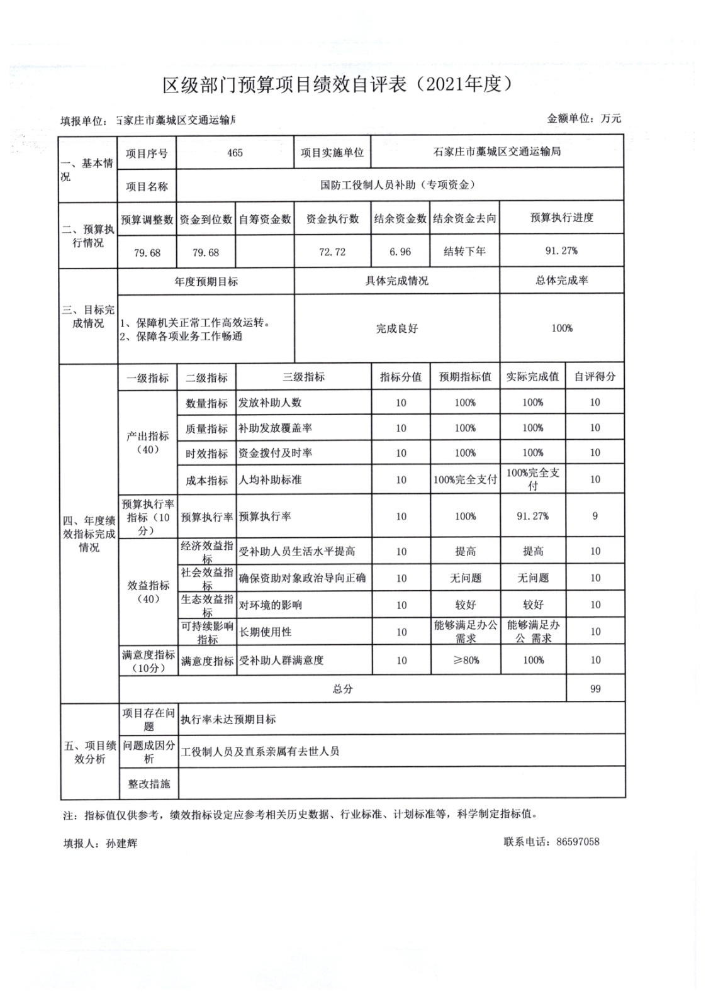 区级部门预算项目绩效自评表（2021年度）
填报单位： 石家庄市藁城区交通运输局
金额单位：万元
一、基本情
况
项目序号
465
项目实施单位
石家庄市藁城区交通运输局
项目名称
国防工役制人员补助（专项资金）
二、预算执
行情况
预算调整数
资金到位数
自筹资金数
资金执行数
结余资金数
结余资金去向
预算执行进度
79.68
79.68
72.72
6.96
结转下年
91.27%
三、目标完
成情况
年度预期目标
具体完成情况
总体完成率
1、保障机关正常工作高效运转。
2、保障各项业务工作畅通
完成良好
100%
四、年度绩
效指标完成
情况
一级指标
二级指标
三级指标
指标分值
预期指标值
实际完成值
自评得分
产出指标
（40）
数量指标
发放补助人数
10
100%
100%
10
质量指标
补助发放覆盖率
10
100%
100%
10
时效指标
资金拨付及时率
10
100%
100%
10
成本指标
人均补助标准
10
100%完全支付
100%完全支
付
10
预算执行率
指标（10
分）
预算执行率
预算执行率
10
100%
91.27%
9
效益指标
（40）
经济效益指
标
受补助人员生活水平提高
10
提高
提高
10
社会效益指
标
确保资助对象政治导向正确
10
无问题
无问题
10
生态效益指
标
对环境的影响
10
较好
较好
10
可持续影响
指标
长期使用性
10
能够满足办公
需求
能够满足办
公 需求
10
满意度指标
（10分）
满意度指标
受补助人群满意度
10
≥80%
100%
10
总分
99
五、项目绩
效分析
项目存在问
题
执行率未达预期目标
问题成因分
析
工役制人员及直系亲属有去世人员
整改措施
注：指标值仅供参考，绩效指标设定应参考相关历史数据、行业标准、计划标准等，科学制定指标值。
填报人：孙建辉
联系电话：86597058